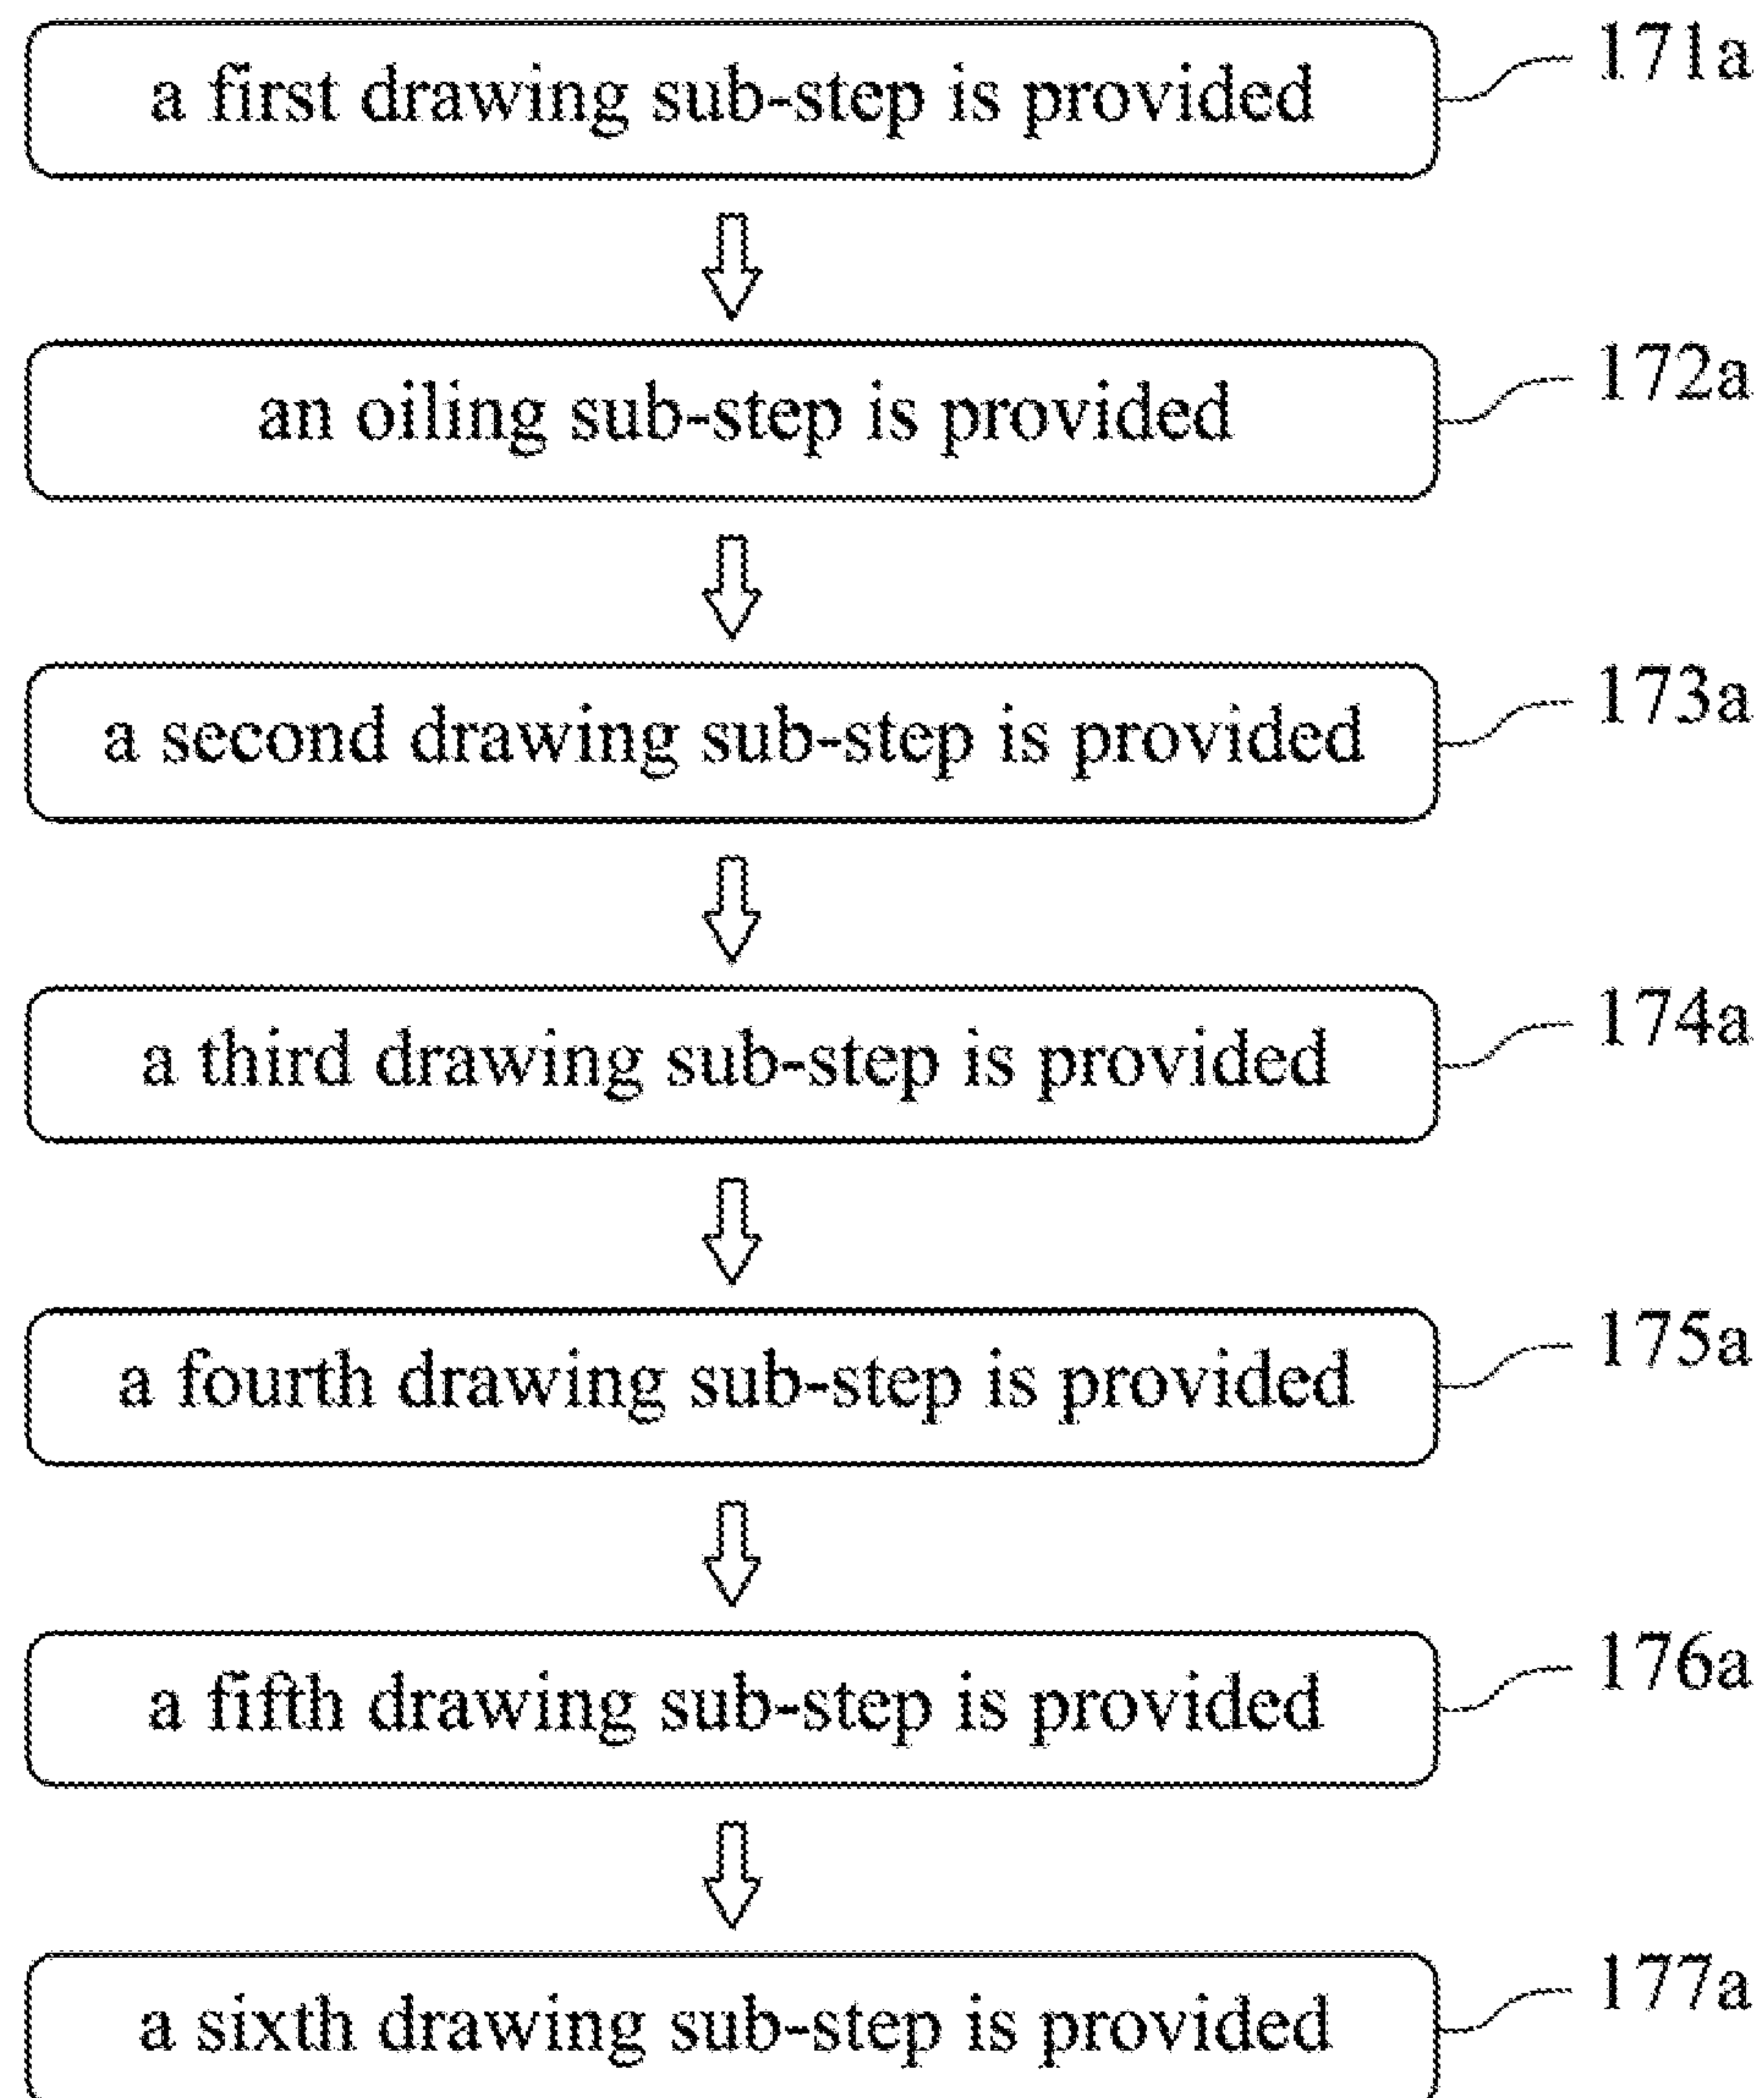 a first drawing sub-step is provided 171a
an oiling sub-step is provided 172a
a second drawing sub-step is provided 173a
a third drawing sub-step is provided 174a
a fourth drawing sub-step is provided 175a
a fifth drawing sub-step is provided 176a
a sixth drawing sub-step is provided 177a